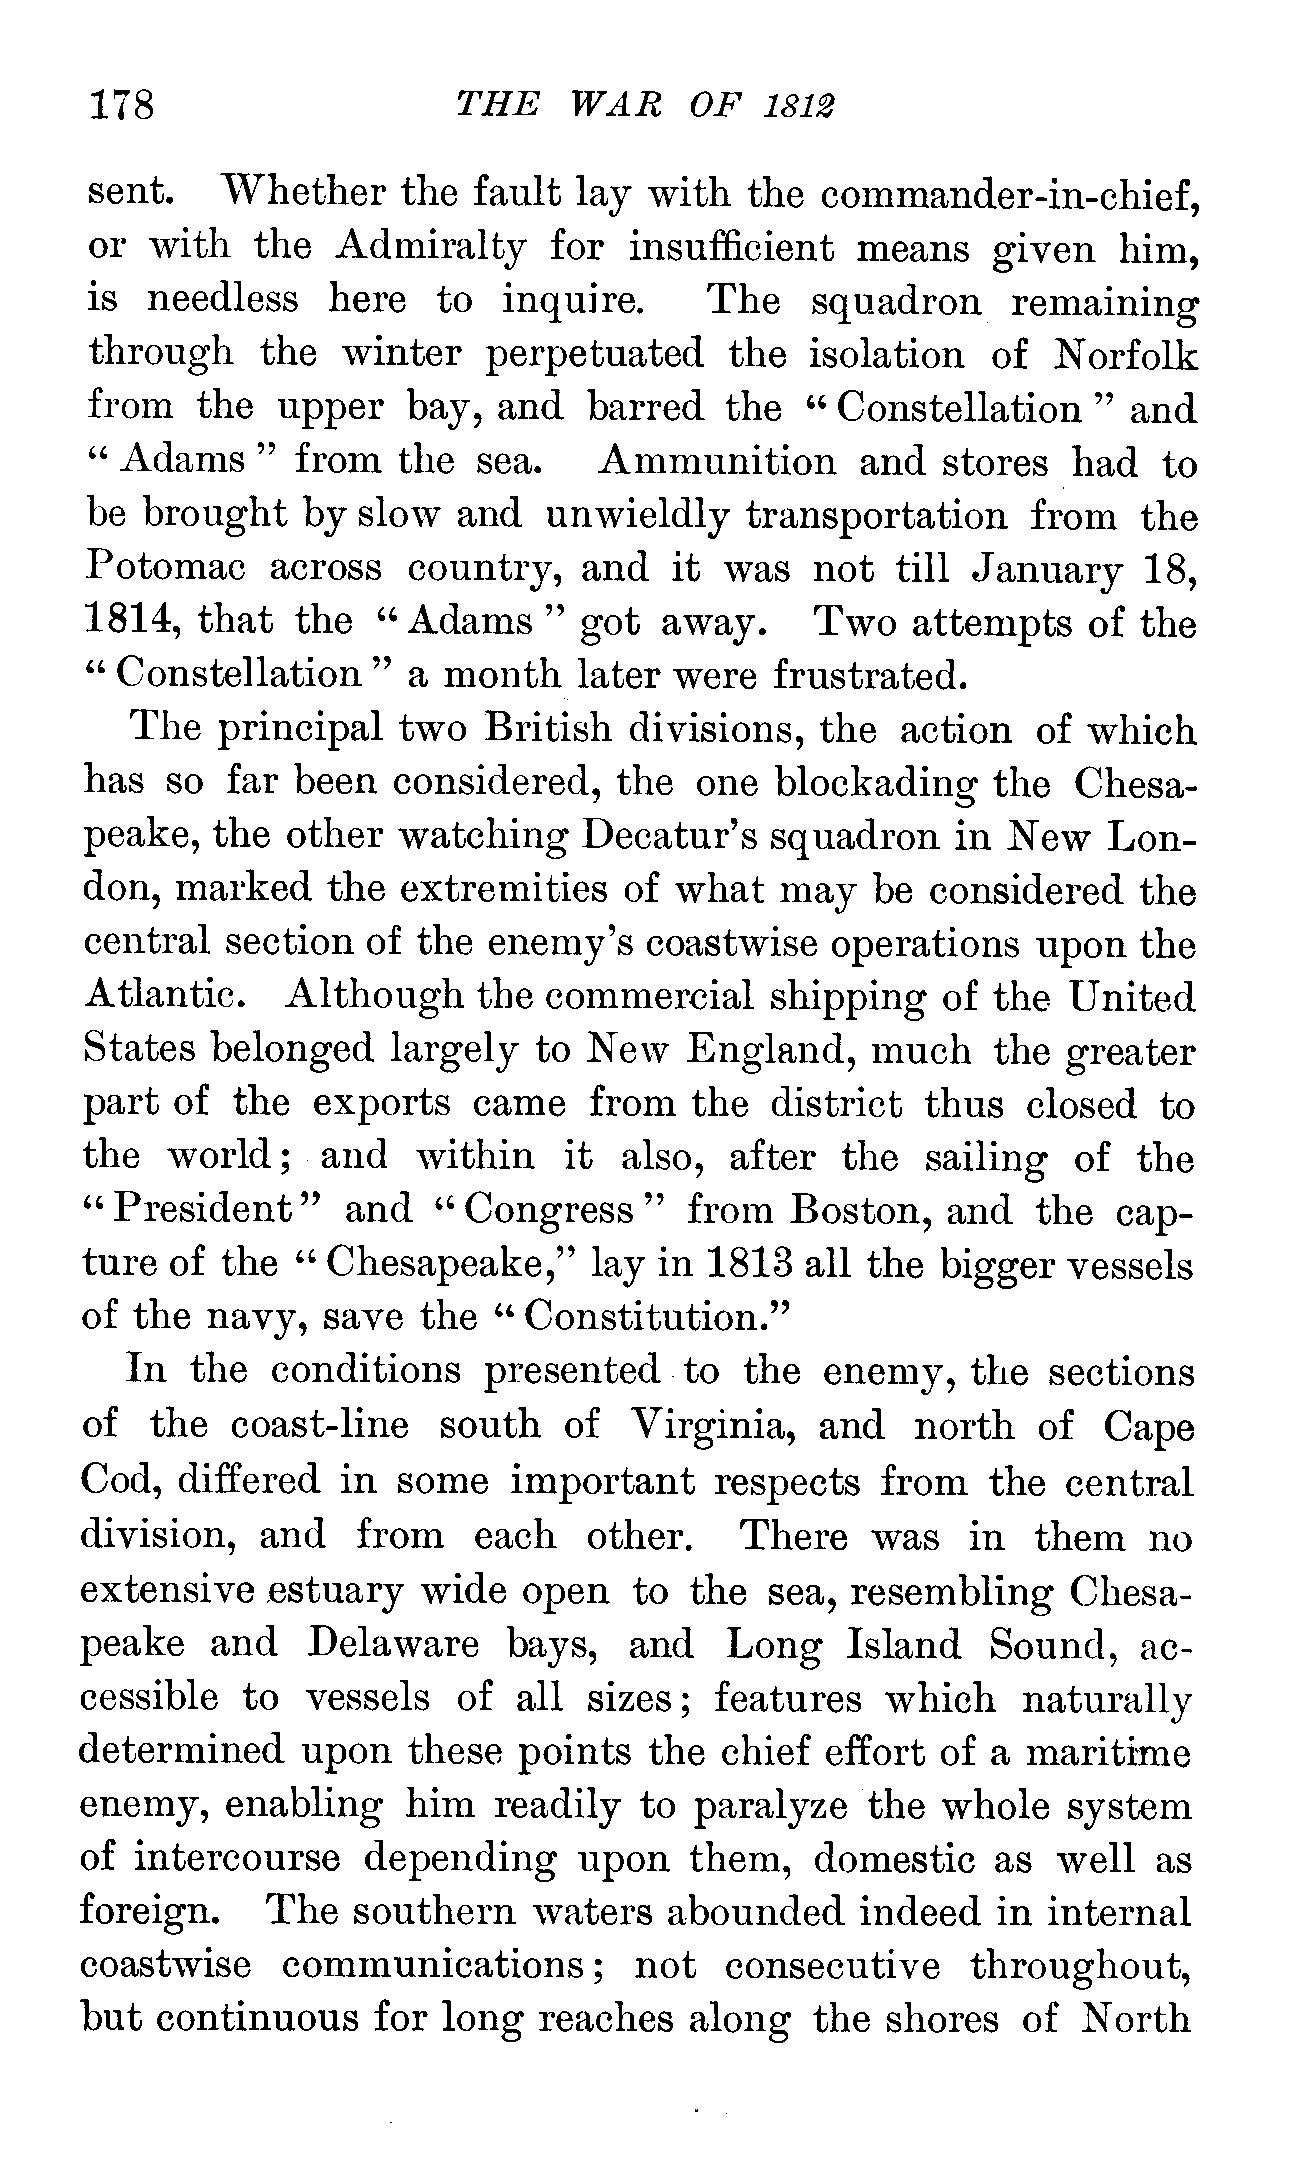 178 THE WAR OF 1812
sent. Whether the fault lay with the commander-in-chief,
or with the Admiralty for insufficient means given him,
is needless here to inquire. The squadron remaining
through the winter perpetuated the isolation of Norfolk
from the upper bay, and barred the “ Constellation ” and
“ Adams ” from the sea. Ammunition and stores had to
be brought by slow and unwieldly transportation from the
Potomac across country, and it was not till January 18,
1814, that the “ Adams ” got away. Two attempts of the
“ Constellation ” a month later were frustrated.
The principal two British divisions, the action of which
has so far been considered, the one blockading the Chesa-
peake, the other watching Decatur’s squadron in New Lon-
don, marked the extremities of what may be considered the
central section of the enemy’s coastwise operations upon the
Atlantic. Although the commercial shipping of the United
States belonged largely to New England, much the greater
part of the exports came from the district thus closed to
the world; and within it also, after the sailing of the
“ President” and “ Congress ” from Boston, and the cap-
ture of the “ Chesapeake,” lay in 1813 all the bigger vessels
of the navy, save the “ Constitution.”
In the conditions presented to the enemy, the sections
of the coast-line south of Virginia, and north of Cape
Cod, differed in some important respects from the central
division, and from each other. There was in them no
extensive estuary wide open to the sea, resembling Chesa-
peake and Delaware bays, and Long Island Sound, ac-
cessible to vessels of all sizes; features which naturally
determined upon these points the chief effort of a maritime
enemy, enabling him readily to paralyze the whole system
of intercourse depending upon them, domestic as well as
foreign. The southern waters abounded indeed in internal
coastwise communications; not consecutive throughout,
but continuous for long reaches along the shores of North